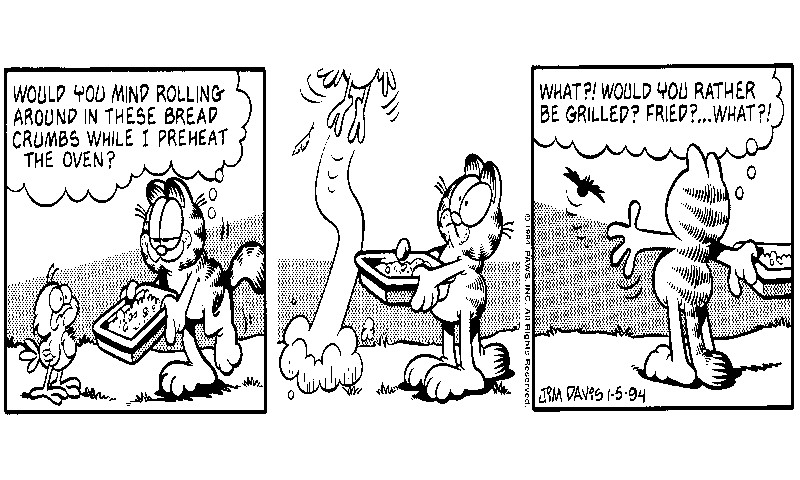 WOULD YOU MIND ROLLING
AROUND IN THESE BREAD
CRUMBS WHILE I PREHEAT
THE OVEN?
© 1994 PAWS, INC. All Rights Reserved.
WHAT?! WOULD YOU RATHER
BE GRILLED? FRIED?...WHAT?!
JIM DAVIS 1-5-94